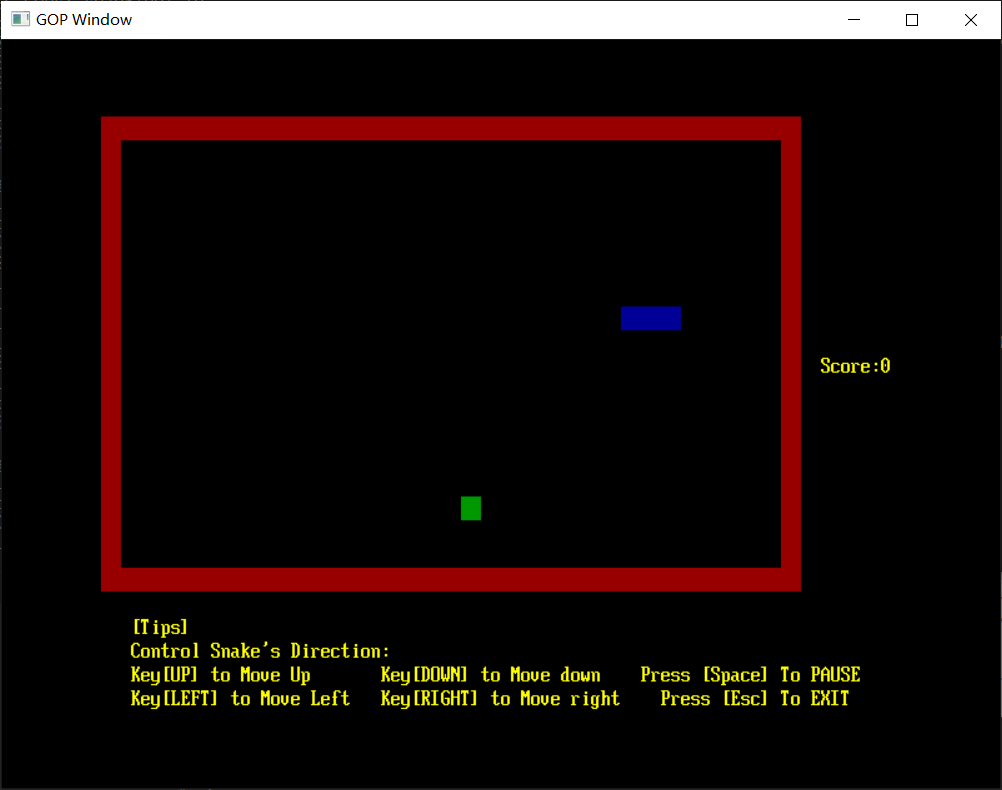 GOP Window
Score:0
[Tips]
Control Snake's Direction:
Key[UP] to Move Up Key[DOWN] to Move down Press [Space] To PAUSE
Key[LEFT] to Move Left Key[RIGHT] to Move right Press [Esc] To EXIT